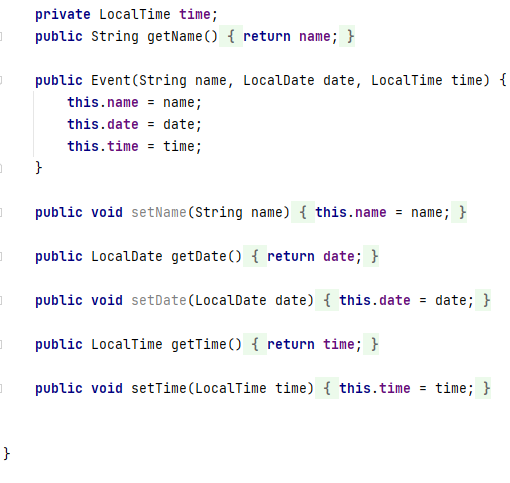 private LocalTime time;
public String getName() { return name; }
public Event(String name, LocalDate date, LocalTime time) {
this.name = name;
this.date = date;
this.time = time;
}
public void setName(String name) { this.name = name; }
public LocalDate getDate() { return date; }
public void setDate(LocalDate date) { this.date = date; }
public LocalTime getTime() { return time; }
public void setTime(LocalTime time) { this.time = time; }
}